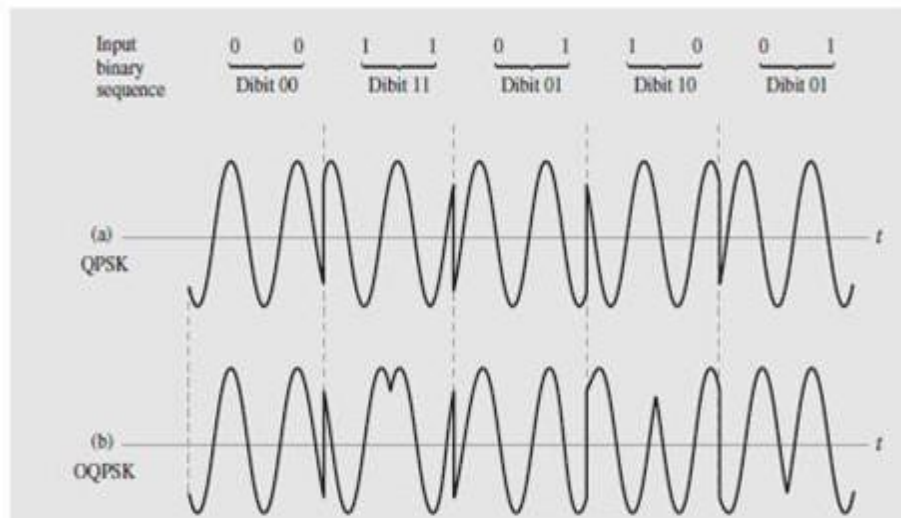 Input binary sequence
0 0 1 1 0 1 1 0 0 1
Dibit 00 Dibit 11 Dibit 01 Dibit 10 Dibit 01
(a)
QPSK
t
(b)
OQPSK
t